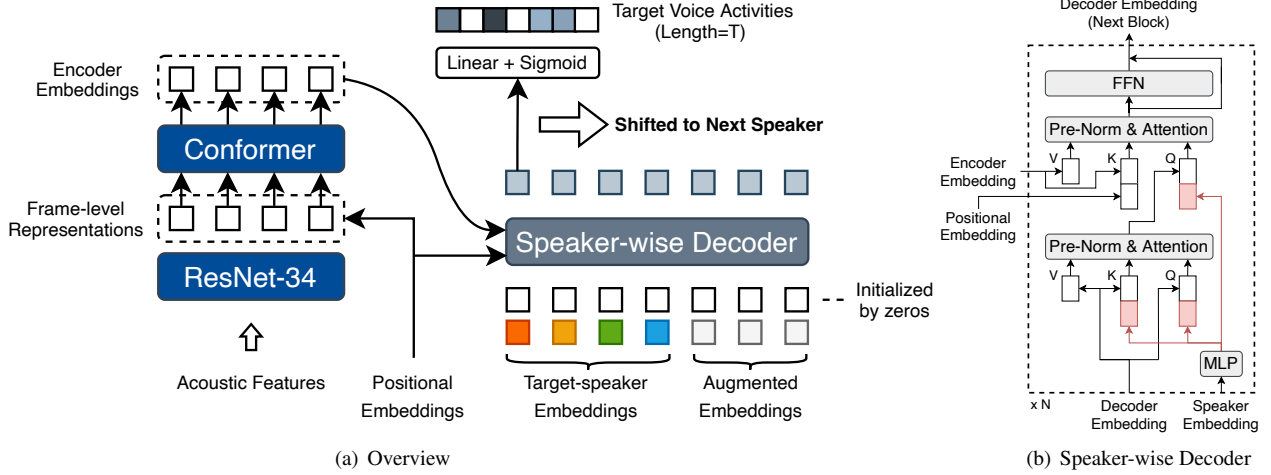 Target Voice Activities
(Length=T)
Linear + Sigmoid
Encoder
Embeddings
Shifted to Next Speaker
Conformer
Frame-level
Representations
Speaker-wise Decoder
ResNet-34
Initialized
by zeros
Acoustic Features
Positional
Embeddings
Target-speaker
Embeddings
Augmented
Embeddings
(a) Overview
Decoder Embedding
(Next Block)
FFN
Pre-Norm & Attention
V
K
Q
Encoder
Embedding
Positional
Embedding
Pre-Norm & Attention
V
K
Q
MLP
x N
Decoder
Embedding
Speaker
Embedding
(b) Speaker-wise Decoder